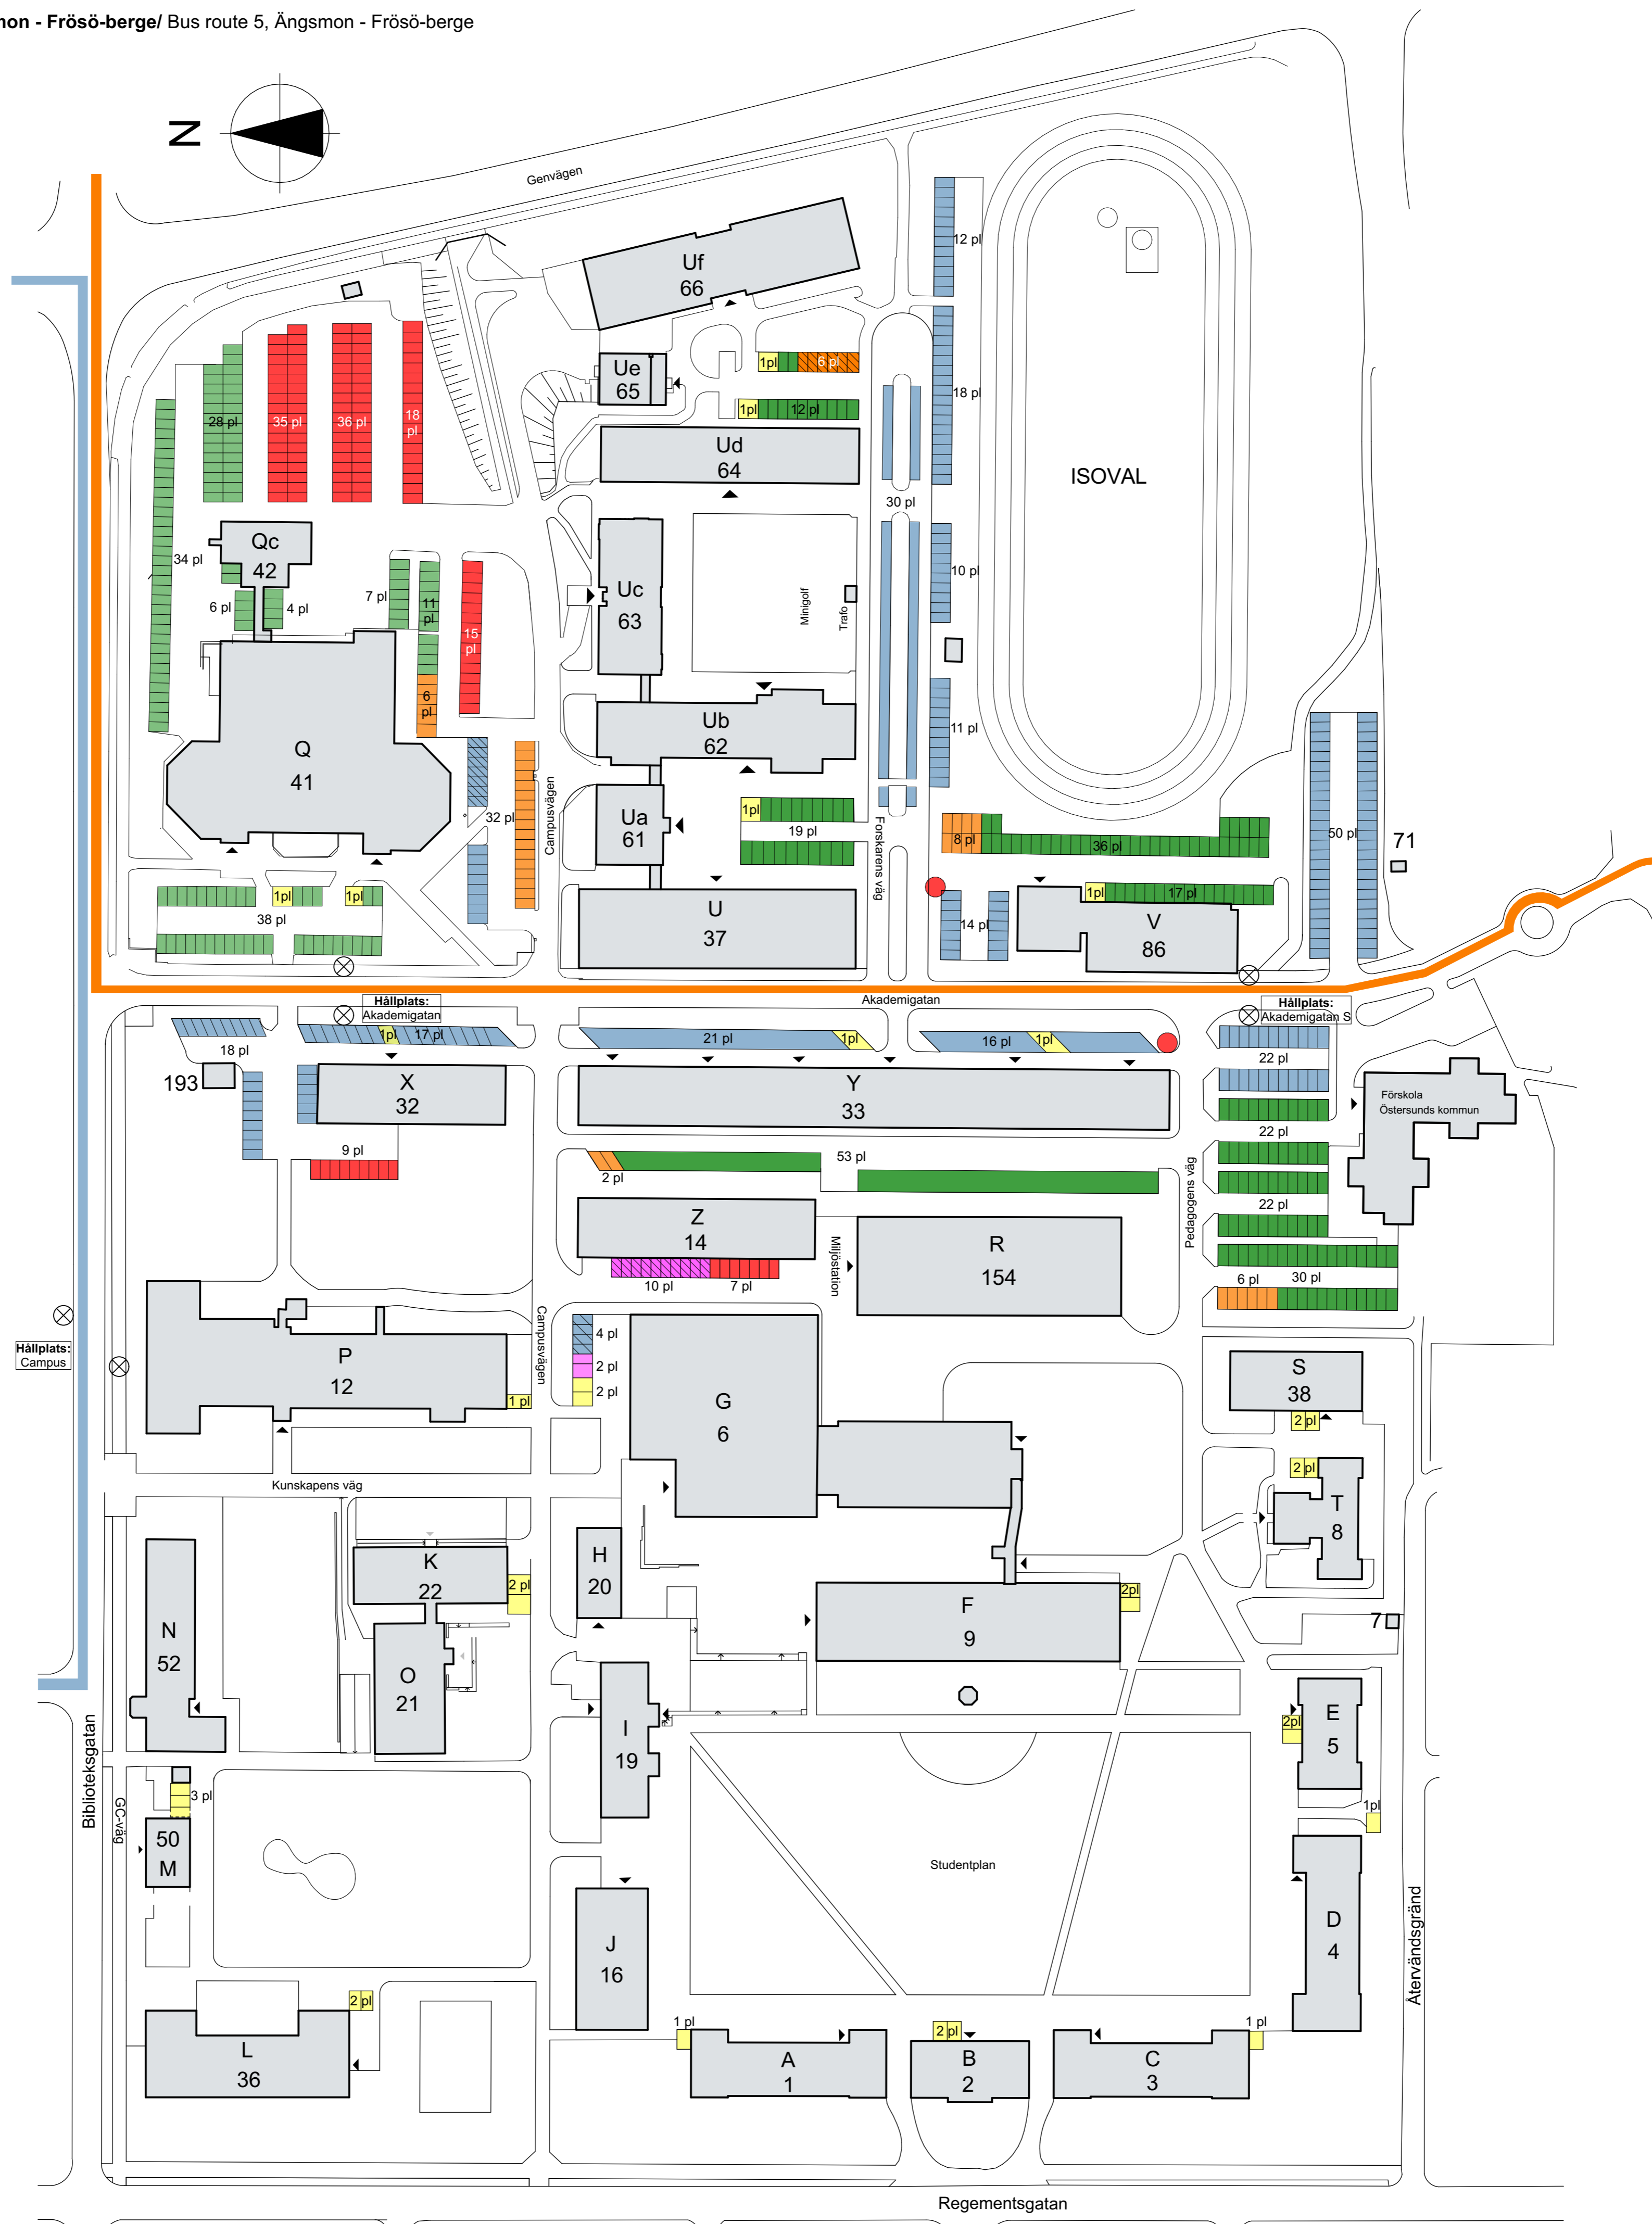 non - Frösö-berge/ Bus route 5, Ängsmon - Frösö-berge
N
Genvägen
Uf
66
12 pl
Ue
65
1pl
6 pl
18 pl
1pl
12 pl
28 pl
35 pl
36 pl
18
pl
Ud
64
ISOVAL
30 pl
Qc
42
34 pl
6 pl
4 pl
7 pl
11
pl
15
pl
Uc
63
Minigolf
Trafo
10 pl
6
pl
Ub
62
11 pl
Q
41
32 pl
Campusvägen
Ua
61
1pl
19 pl
Forskarens väg
8 pl
36 pl
50 pl
71
1pl
1pl
38 pl
U
37
14 pl
1pl
17 pl
V
86
Hållplats:
Akademigatan
Akademigatan
Hållplats:
Akademigatan S
18 pl
1pl
17 pl
21 pl
1pl
16 pl
1pl
22 pl
193
X
32
Y
33
Förskola
Östersunds kommun
22 pl
9 pl
2 pl
53 pl
Pedagogens väg
22 pl
Z
14
Miljöstation
R
154
10 pl
7 pl
6 pl
30 pl
Hållplats:
Campus
P
12
1 pl
Campusvägen
4 pl
2 pl
2 pl
G
6
S
38
2 pl
2 pl
T
8
Kunskapens väg
K
22
2 pl
H
20
F
9
2pl
7
N
52
O
21
I
19
E
5
2pl
1pl
Biblioteksgatan
GC-väg
3 pl
50
M
Studentplan
J
16
D
4
Återvändsgränd
2 pl
L
36
1 pl
A
1
2 pl
B
2
C
3
1 pl
Regementsgatan